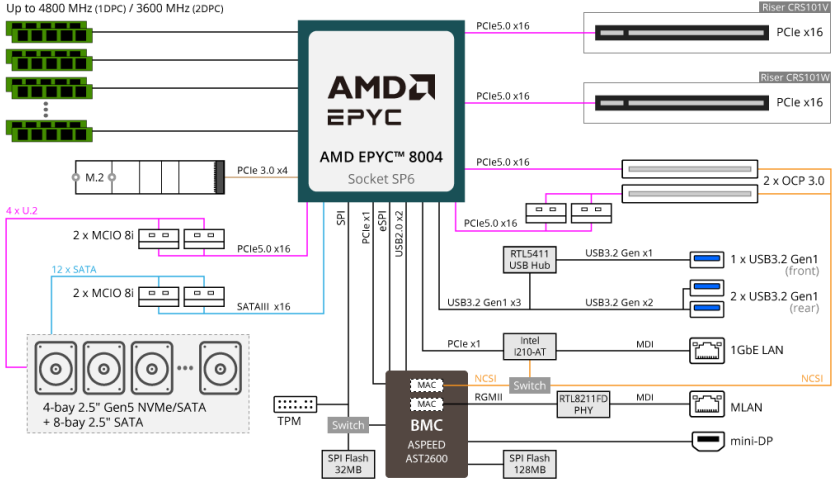 Up to 4800 MHz (1DPC) / 3600 MHz (2DPC)
Riser CRS101V
PCIe5.0 x16
PCIe x16
Riser CRS101W
PCIe5.0 x16
PCIe x16
AMD
EPYC
AMD EPYC™ 8004
Socket SP6
M.2
PCIe 3.0 x4
PCIe5.0 x16
2 x OCP 3.0
PCIe5.0 x16
4 x U.2
2 x MCIO 8i
PCIe5.0 x16
12 x SATA
2 x MCIO 8i
SATAIII x16
SPI
PCIe x1
eSPI
USB2.0 x2
RTL5411
USB Hub
USB3.2 Gen x1
1 x USB3.2 Gen1
(front)
USB3.2 Gen1 x3
USB3.2 Gen x2
2 x USB3.2 Gen1
(rear)
PCIe x1
Intel
I210-AT
MDI
1GbE LAN
4-bay 2.5" Gen5 NVMe/SATA
+ 8-bay 2.5" SATA
TPM
Switch
SPI Flash
32MB
MAC
NCSI
Switch
NCSI
MAC
RGMII
RTL8211FD
PHY
MDI
MLAN
BMC
ASPEED
AST2600
mini-DP
SPI Flash
128MB